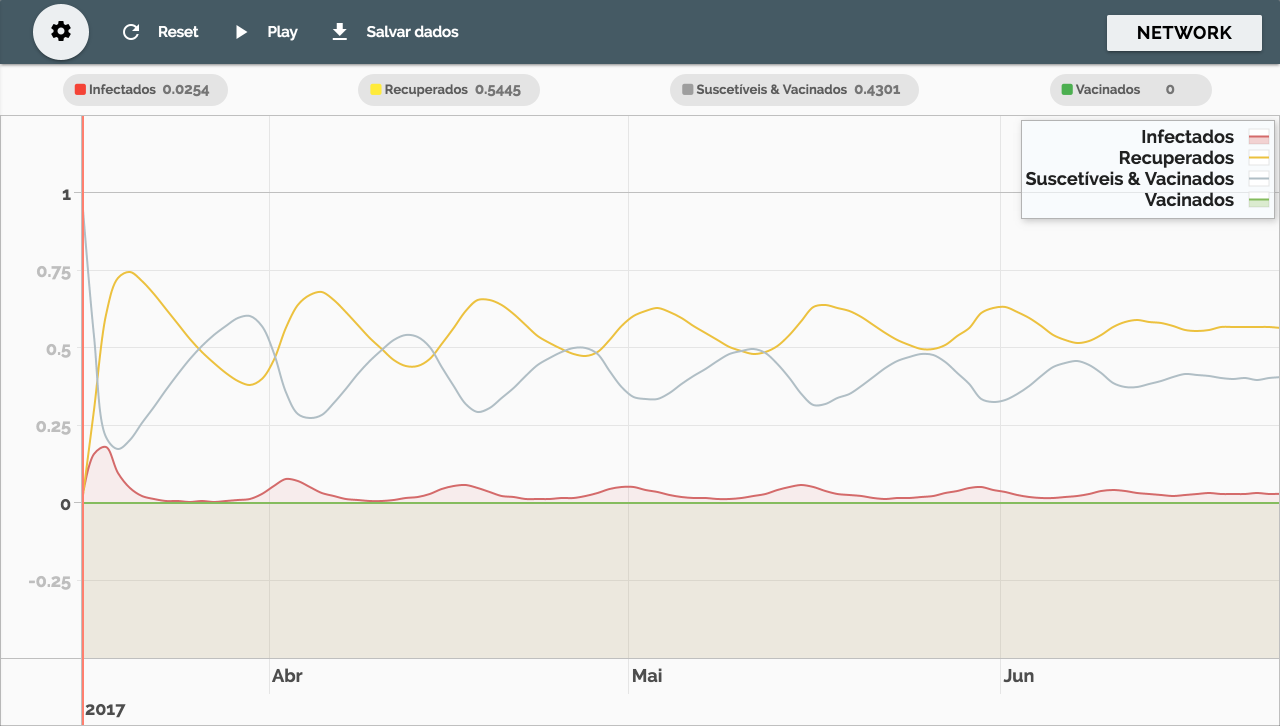 Reset Play Salvar dados NETWORK
Infectados 0.0254 Recuperados 0.5445 Suscetíveis & Vacinados 0.4301 Vacinados 0
Infectados
Recuperados
Suscetíveis & Vacinados
Vacinados
1
0.75
0.5
0.25
0
-0.25
Abr Mai Jun
2017